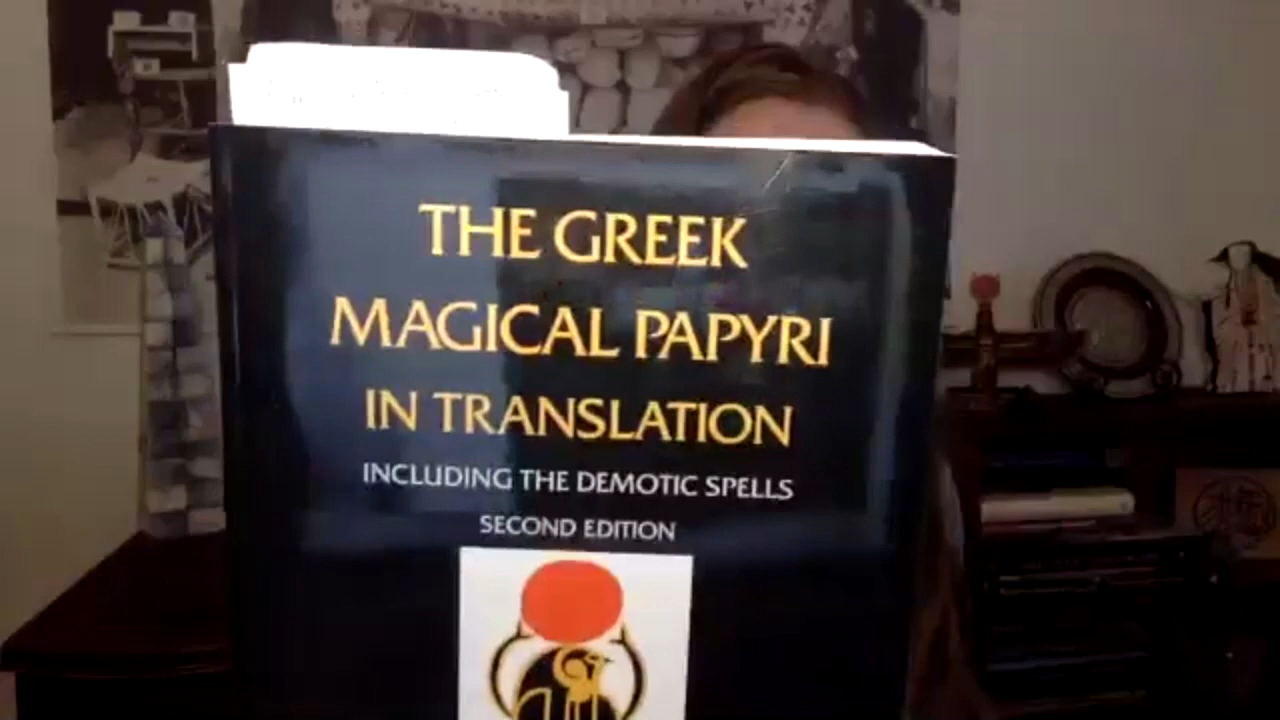 THE GREEK
MAGICAL PAPYRI
IN TRANSLATION
INCLUDING THE DEMOTIC SPELLS
SECOND EDITION